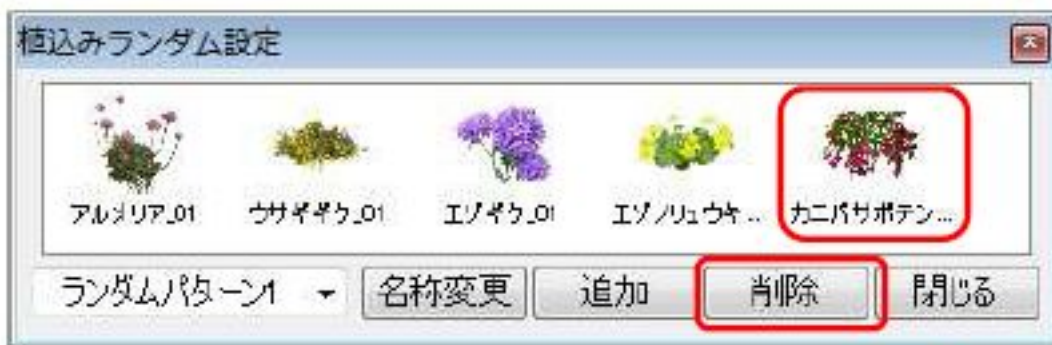 植込みランダム設定
アルメリア_01
ウサギギク_01
エゾギク_01
エゾノリュウキ...
カニバサボテン...
ランダムパターン1
名称変更
追加
削除
閉じる